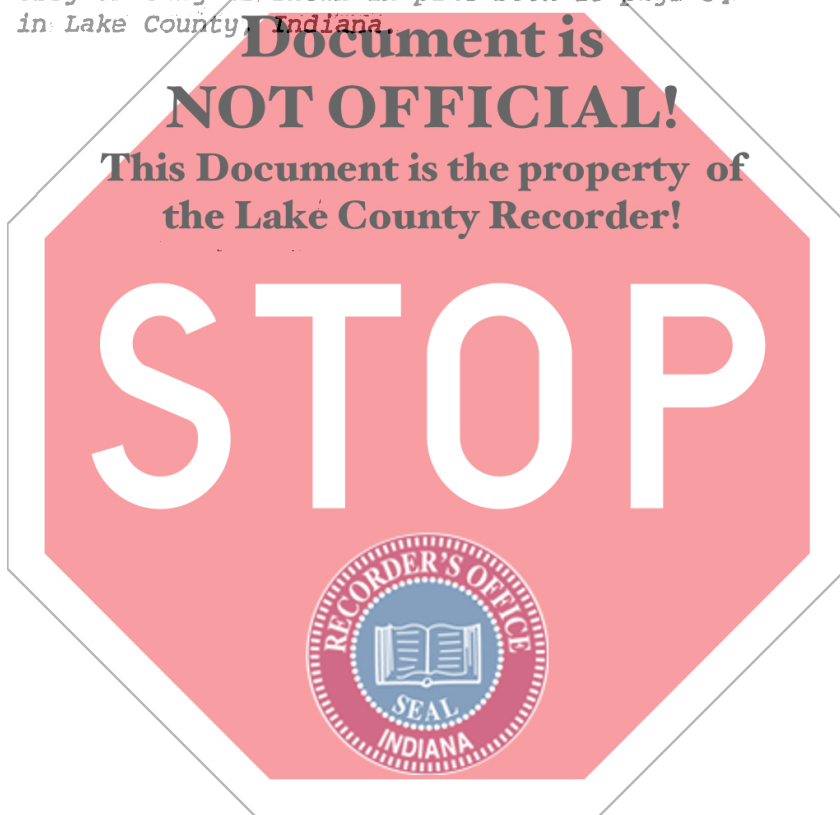 in Lake County, Indiana.
Document is
NOT OFFICIAL!
This Document is the property of
the Lake County Recorder!
STOP
RECORDER'S OFFICE
SEAL
INDIANA